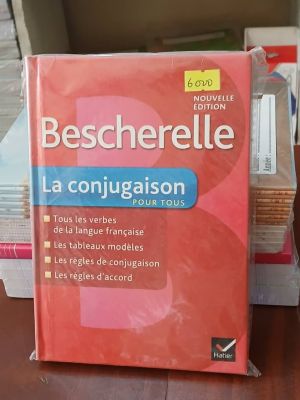 6000
NOUVELLE
ÉDITION
Bescherelle
La conjugaison
POUR TOUS
Tous les verbes
de la langue française
Les tableaux modèles
Les règles de conjugaison
Les règles d'accord
Hatier